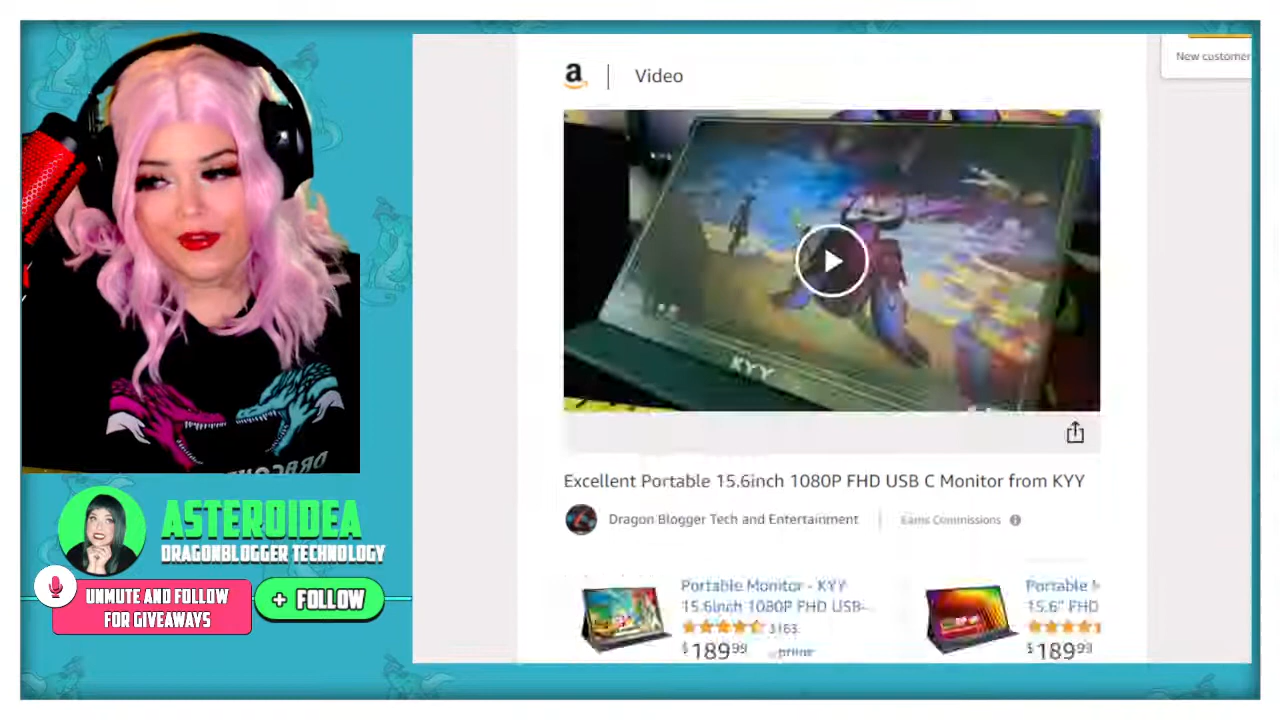 a | Video
New customer
KYY
Excellent Portable 15.6inch 1080P FHD USB C Monitor from KYY
Dragon Blogger Tech and Entertainment | Earns Commissions
Portable Monitor - KYY
15.6inch 1080P FHD USB-...
$189.99 prime
Portable
15.6" FHD
$189.99
ASTEROIDEA
DRAGONBLOGGER TECHNOLOGY
UNMUTE AND FOLLOW
FOR GIVEAWAYS
+ FOLLOW